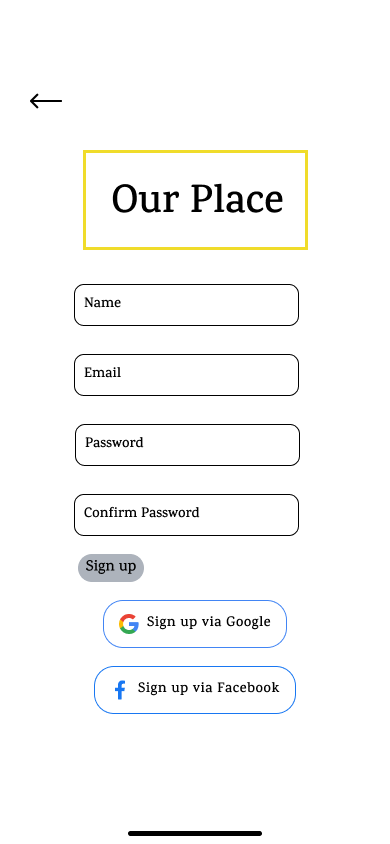 Our Place
Name
Email
Password
Confirm Password
Sign up
Sign up via Google
Sign up via Facebook